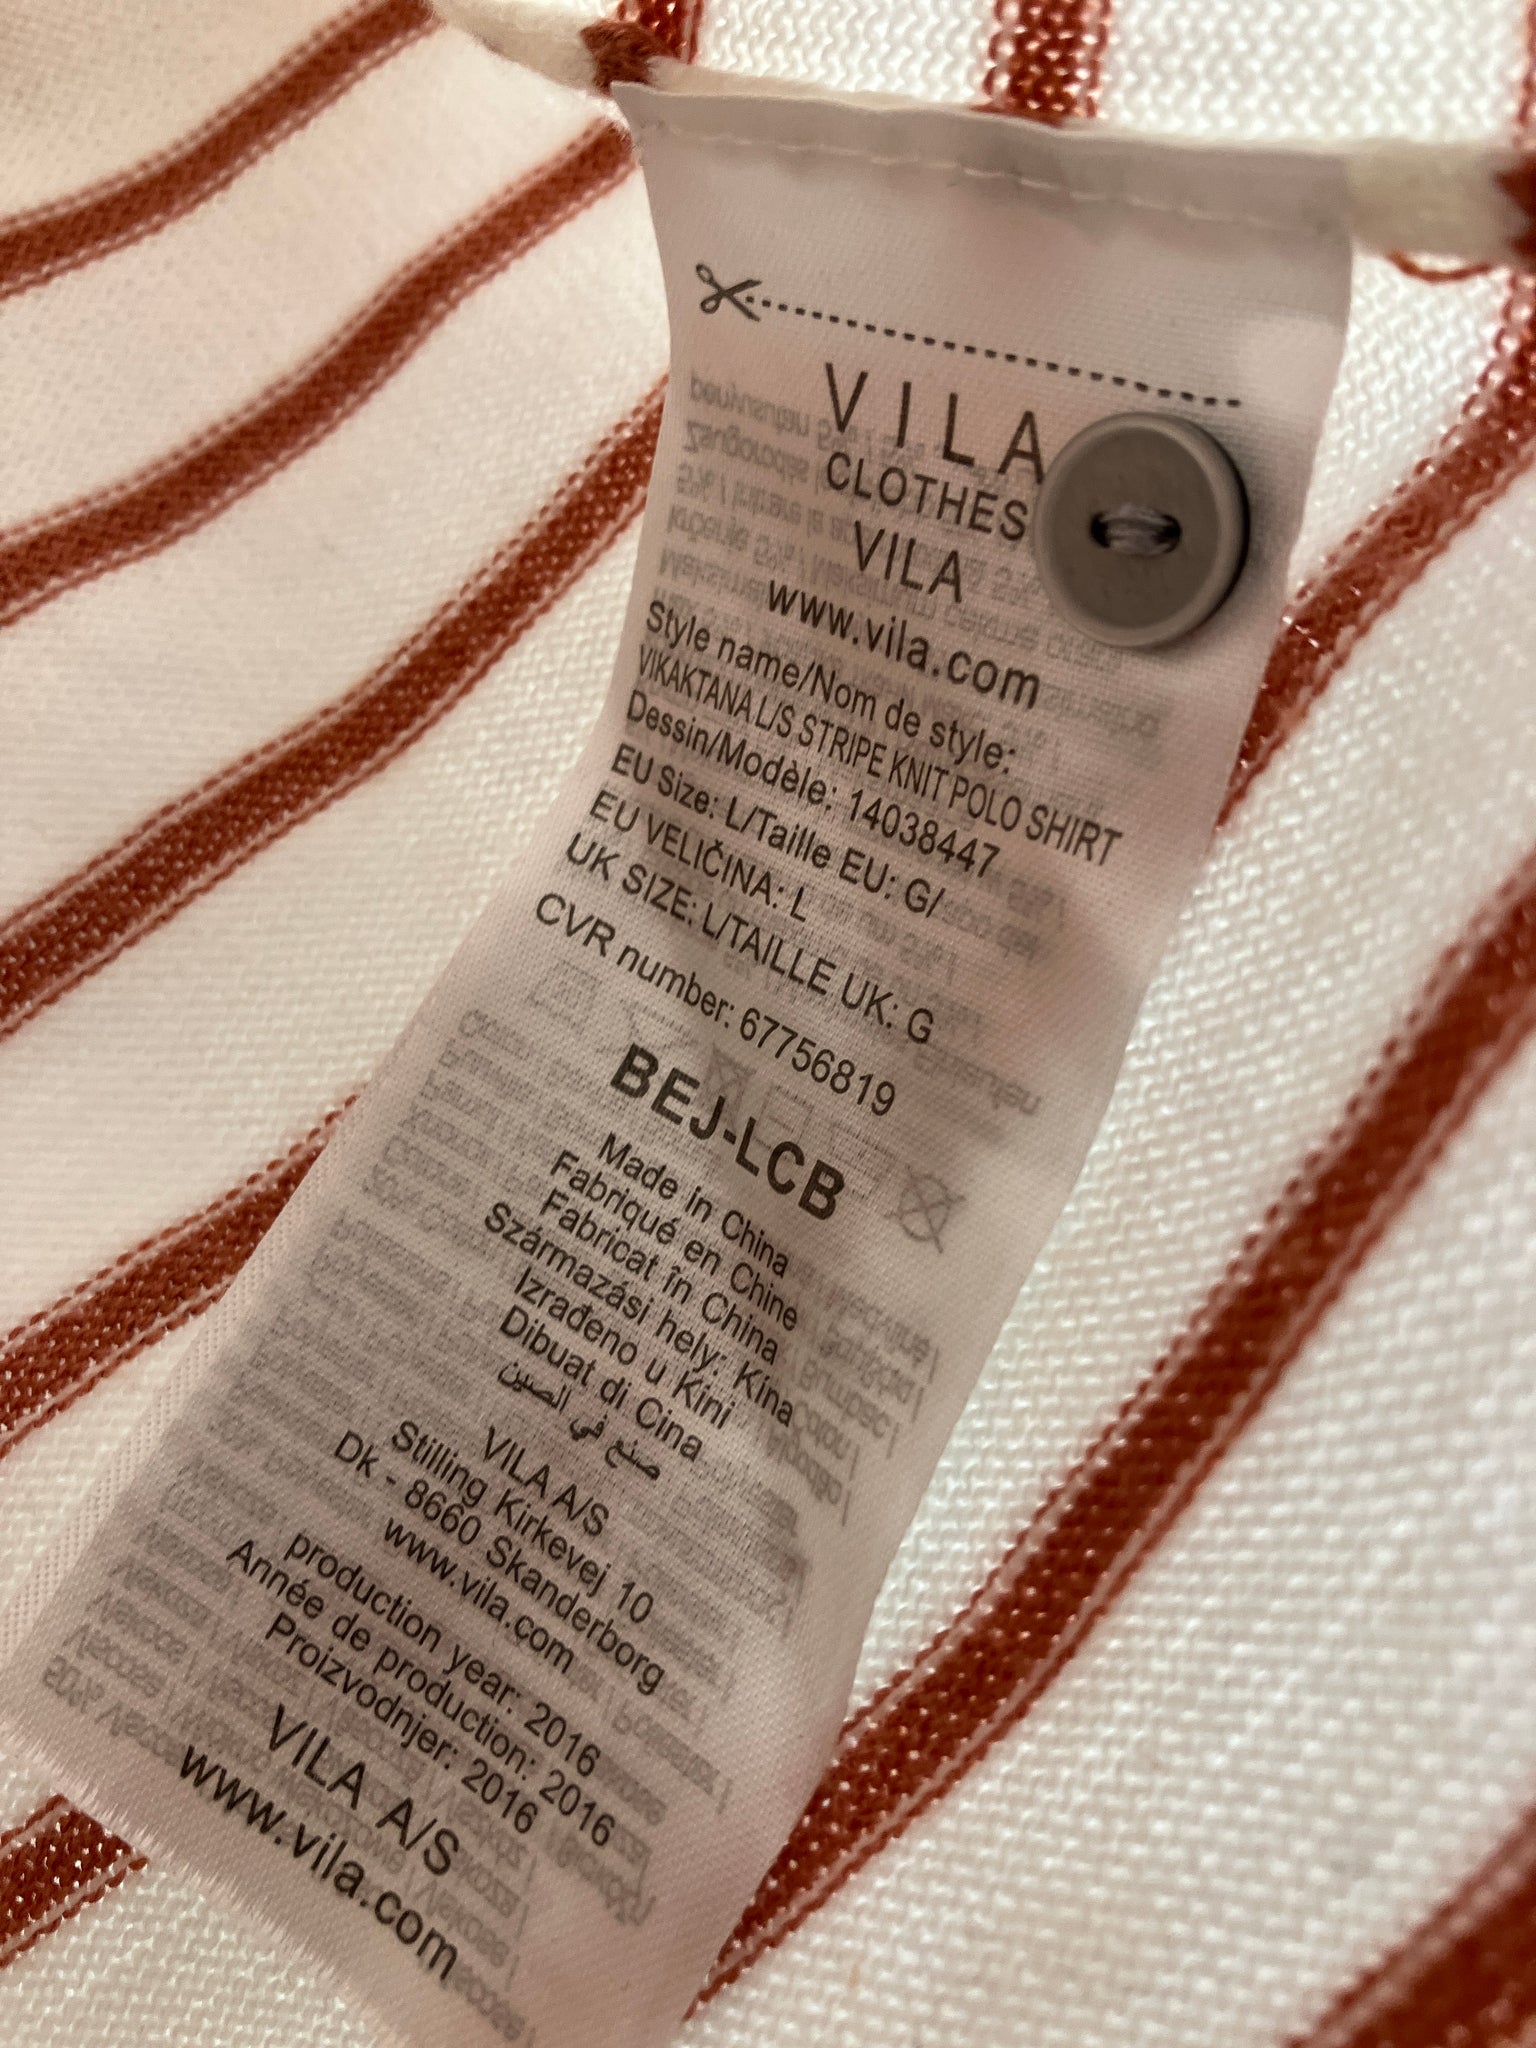 VILA
CLOTHES
VILA
www.vila.com
Style name/Nom de style:
VIKAKTANA L/S STRIPE KNIT POLO SHIRT
Dessin/Modèle: 14038447
EU Size: L/Taille EU: G/
EU VELIČINA: L
UK SIZE: L/TAILLE UK: G
CVR number: 67756819
BEJ-LCB
Made in China
Fabriqué en Chine
Fabricat în China
Származási hely: Kína
Izrađeno u Kini
Dibuat di Cina
صنع في الصين
VILA A/S
Stilling Kirkevej 10
Dk - 8660 Skanderborg
www.vila.com
production year: 2016
Année de production: 2016
Proizvodnjer: 2016
VILA A/S
www.vila.com